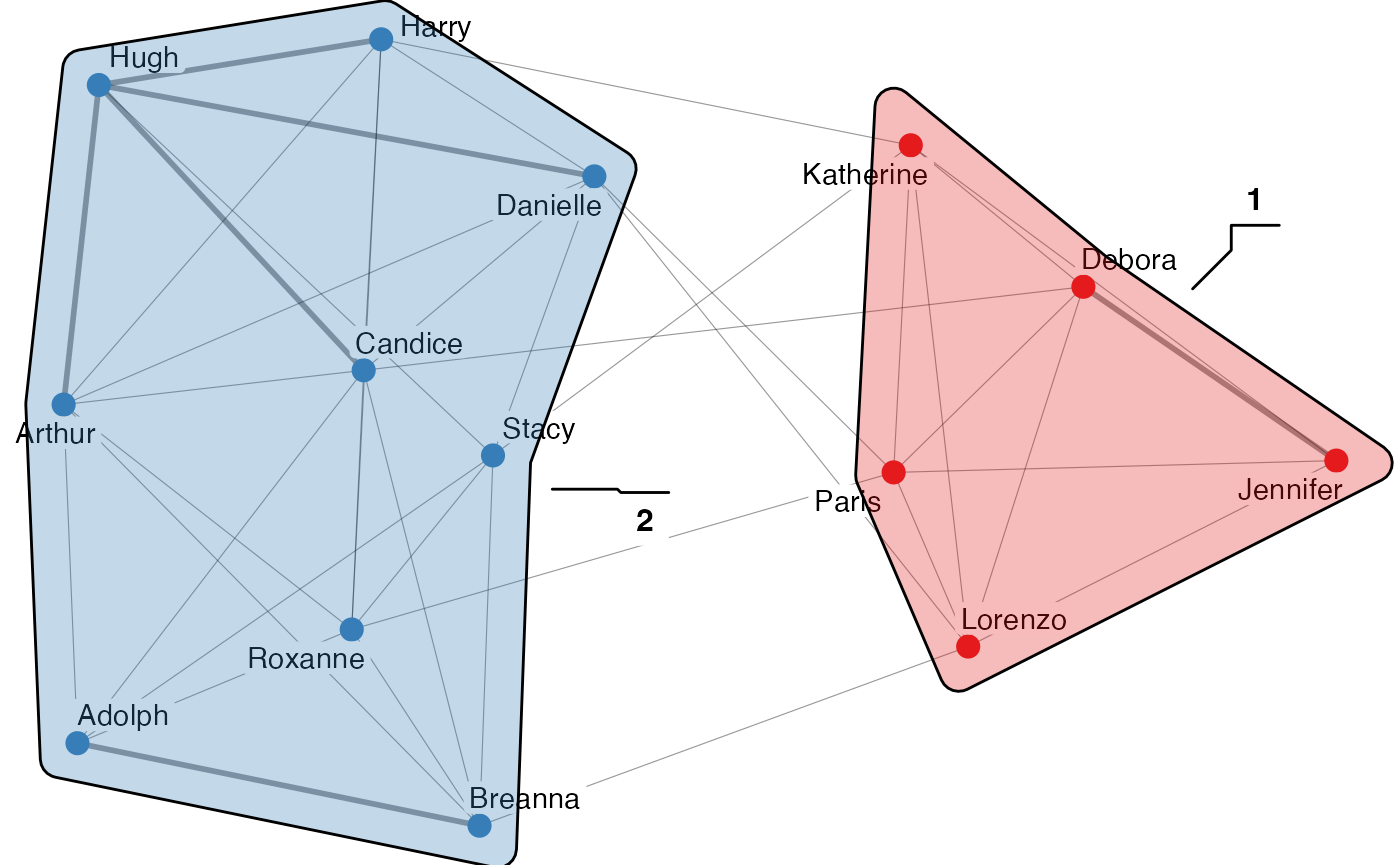 Harry
Hugh
Katherine
1
Danielle
Debora
Candice
Stacy
Arthur
Jennifer
Paris
2
Lorenzo
Roxanne
Adolph
Breanna